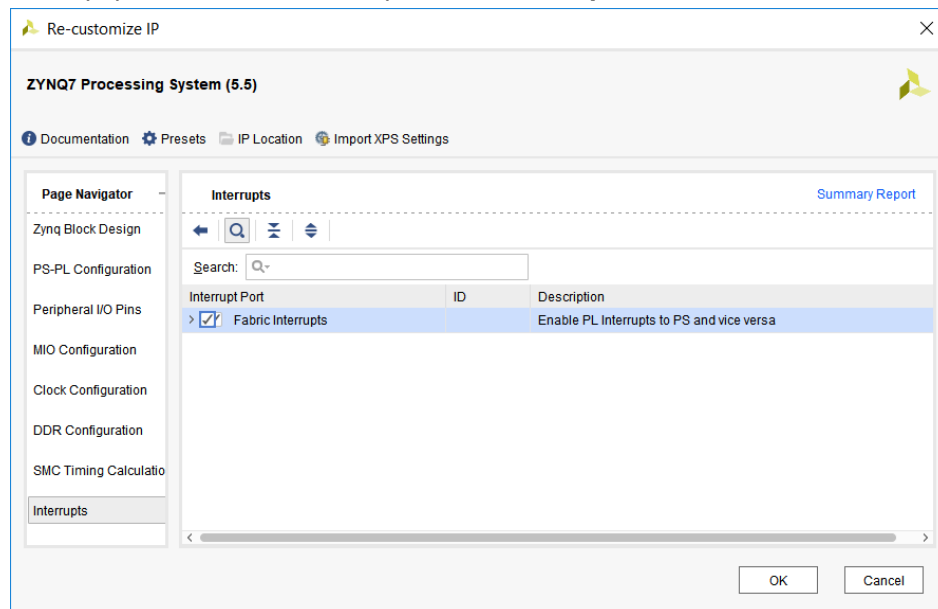 Re-customize IP
ZYNQ7 Processing System (5.5)
Documentation Presets IP Location Import XPS Settings
Page Navigator
Zynq Block Design
PS-PL Configuration
Peripheral I/O Pins
MIO Configuration
Clock Configuration
DDR Configuration
SMC Timing Calculatio
Interrupts
Interrupts Summary Report
Search:
Interrupt Port ID Description
Fabric Interrupts Enable PL Interrupts to PS and vice versa
OK Cancel